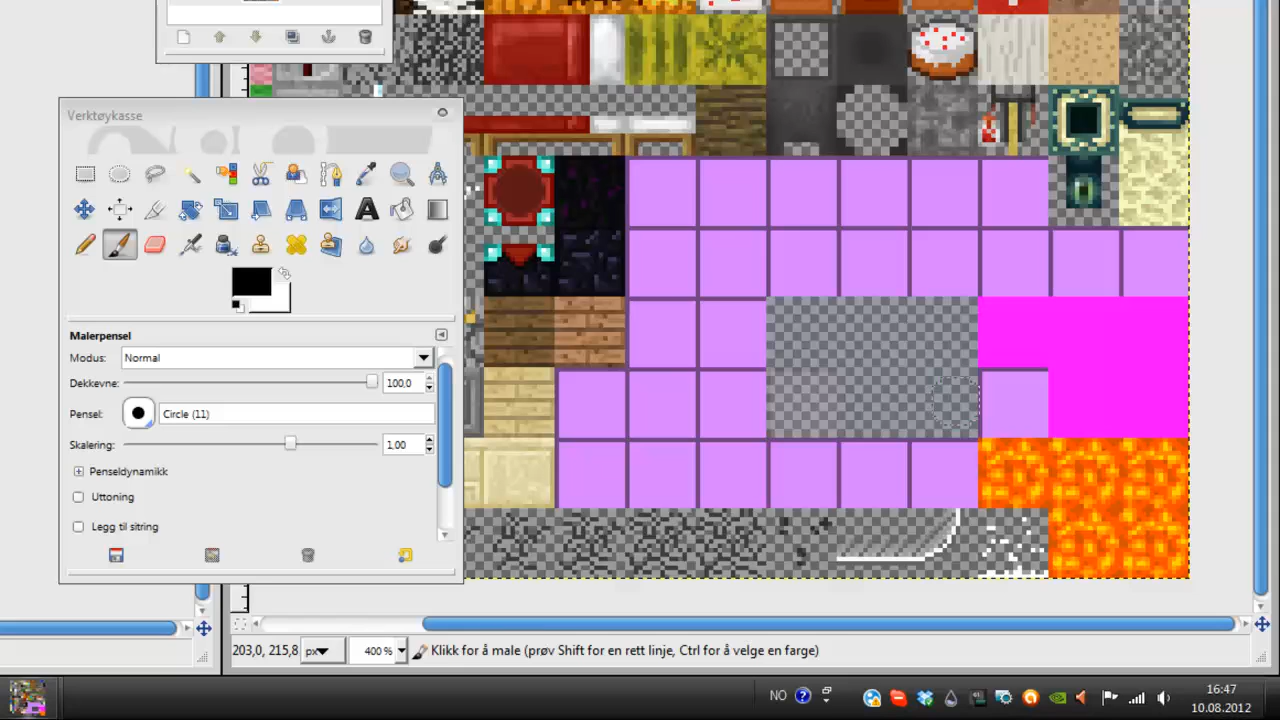 Verktøykasse
Malerpensel
Modus: Normal
Dekkevne: 100,0
Pensel: Circle (11)
Skalering: 1,00
Penseldynamikk
Uttoning
Legg til sitring
203,0, 215,8 px 400 % Klikk for å male (prøv Shift for en rett linje, Ctrl for å velge en farge)
NO 16:47
10.08.2012